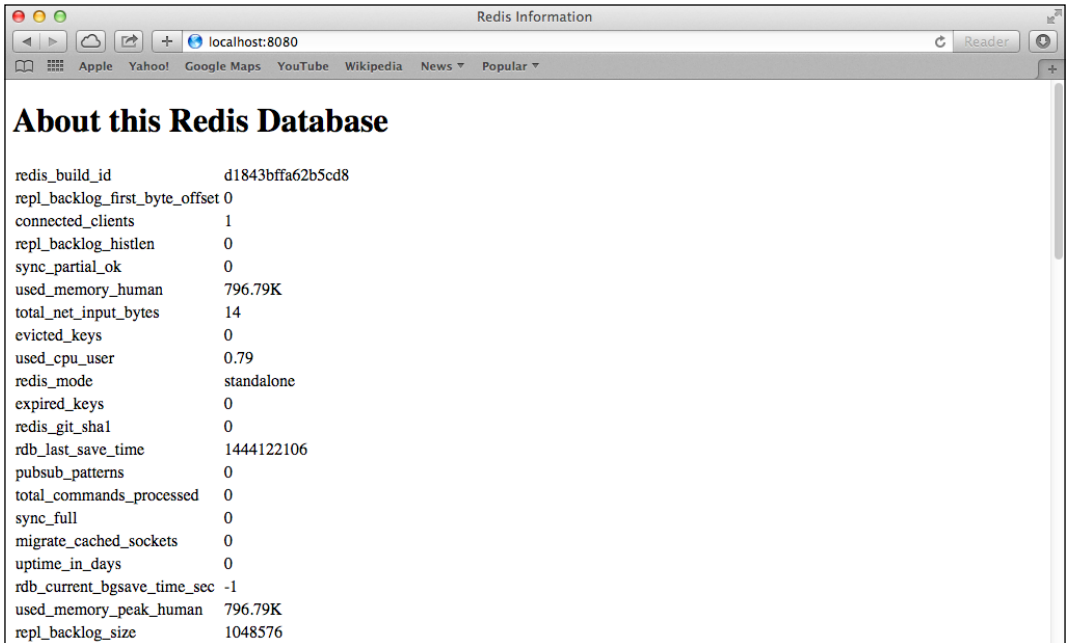 Redis Information
localhost:8080
Reader
Apple Yahoo! Google Maps YouTube Wikipedia News Popular
About this Redis Database
redis_build_id d1843bffa62b5cd8
repl_backlog_first_byte_offset 0
connected_clients 1
repl_backlog_histlen 0
sync_partial_ok 0
used_memory_human 796.79K
total_net_input_bytes 14
evicted_keys 0
used_cpu_user 0.79
redis_mode standalone
expired_keys 0
redis_git_sha1 0
rdb_last_save_time 1444122106
pubsub_patterns 0
total_commands_processed 0
sync_full 0
migrate_cached_sockets 0
uptime_in_days 0
rdb_current_bgsave_time_sec -1
used_memory_peak_human 796.79K
repl_backlog_size 1048576